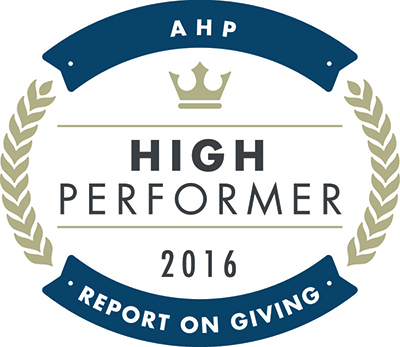 AHP
HIGH
PERFORMER
2016
REPORT ON GIVING